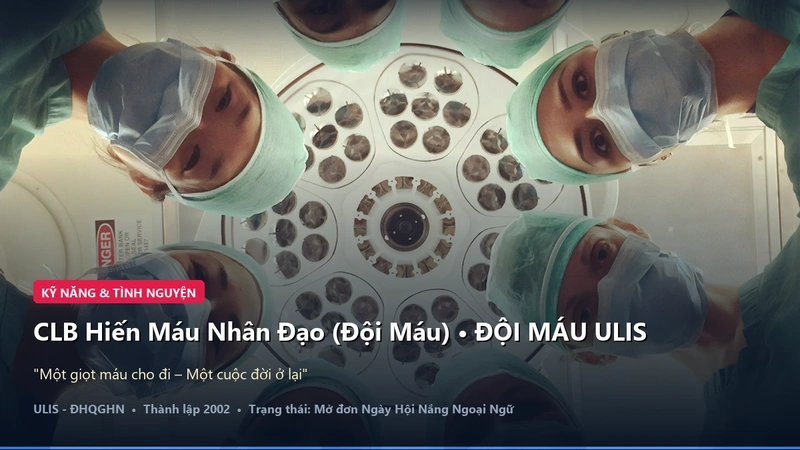 DANGER
KỸ NĂNG & TÌNH NGUYỆN
CLB Hiến Máu Nhân Đạo (Đội Máu) • ĐỘI MÁU ULIS
"Một giọt máu cho đi – Một cuộc đời ở lại"
ULIS - ĐHQGHN • Thành lập 2002 • Trạng thái: Mở đơn Ngày Hội Nắng Ngoại Ngữ